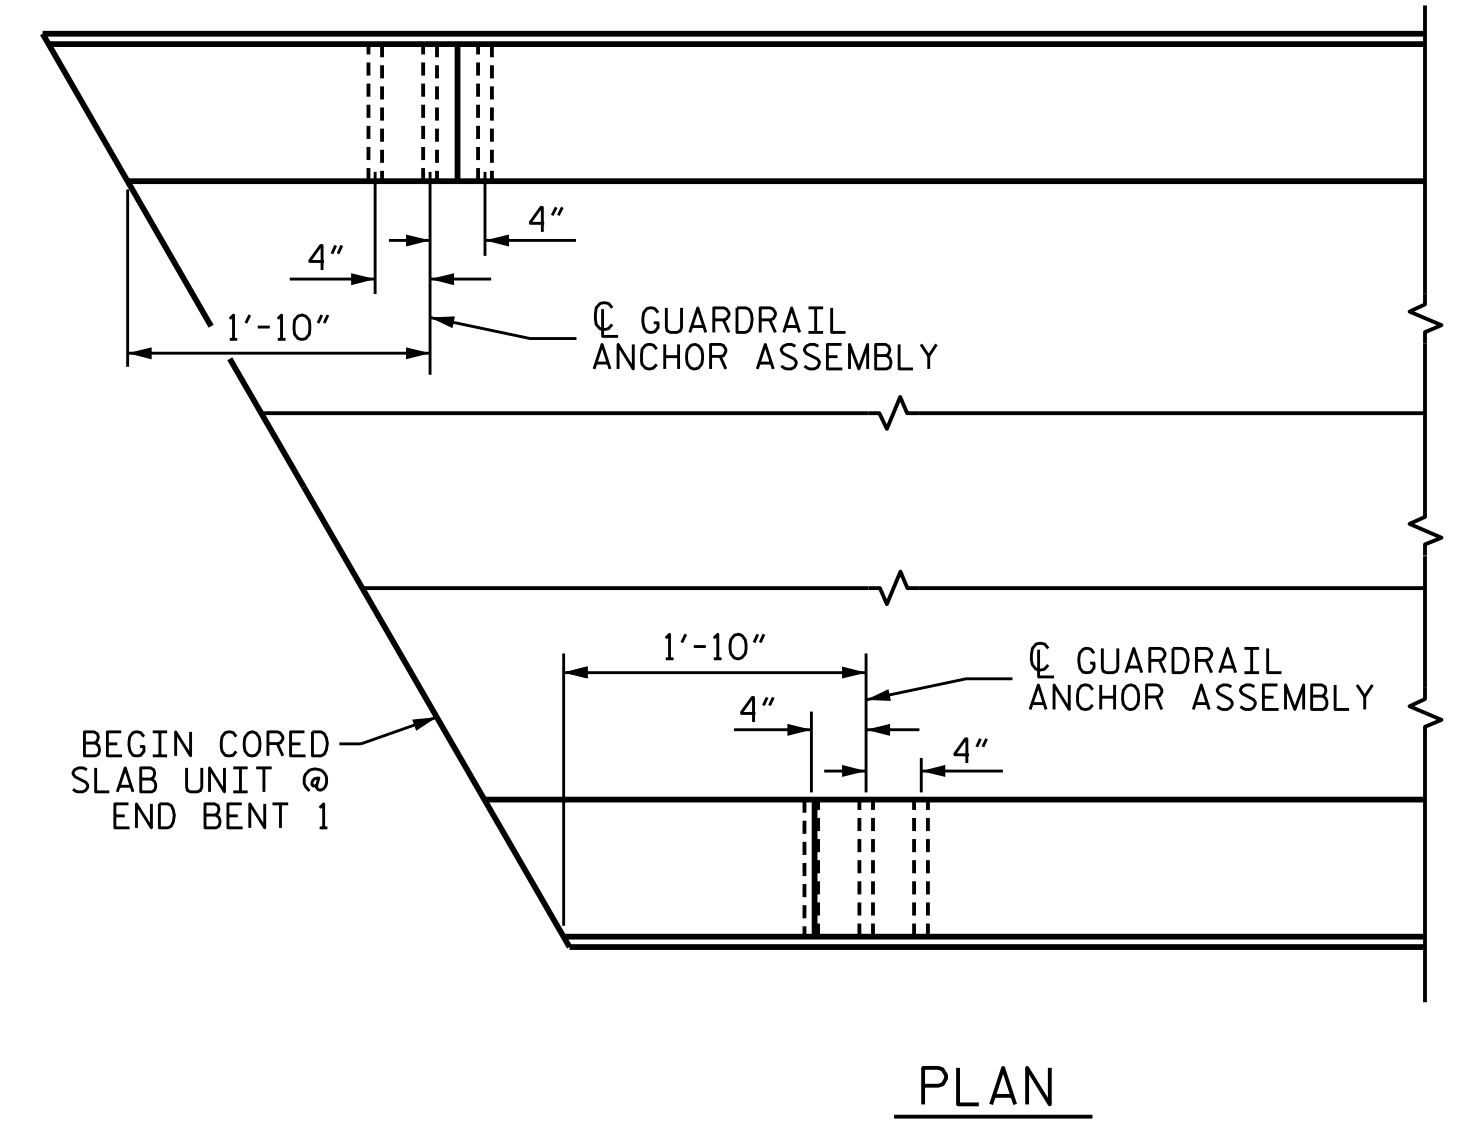 4"
4"
1'-10"
℄ GUARDRAIL
ANCHOR ASSEMBLY
1'-10"
℄ GUARDRAIL
ANCHOR ASSEMBLY
4"
4"
BEGIN CORED
SLAB UNIT @
END BENT 1
PLAN